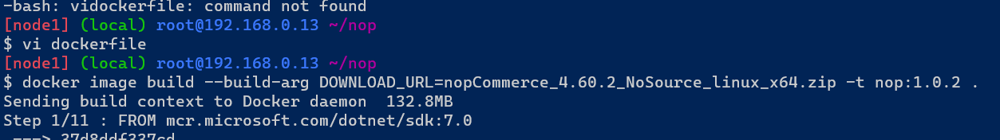 -bash: vidockerfile: command not found
[node1] (local) root@192.168.0.13 ~/nop
$ vi dockerfile
[node1] (local) root@192.168.0.13 ~/nop
$ docker image build --build-arg DOWNLOAD_URL=nopCommerce_4.60.2_NoSource_linux_x64.zip -t nop:1.0.2 .
Sending build context to Docker daemon  132.8MB
Step 1/11 : FROM mcr.microsoft.com/dotnet/sdk:7.0
---> 37d8ddf337cd